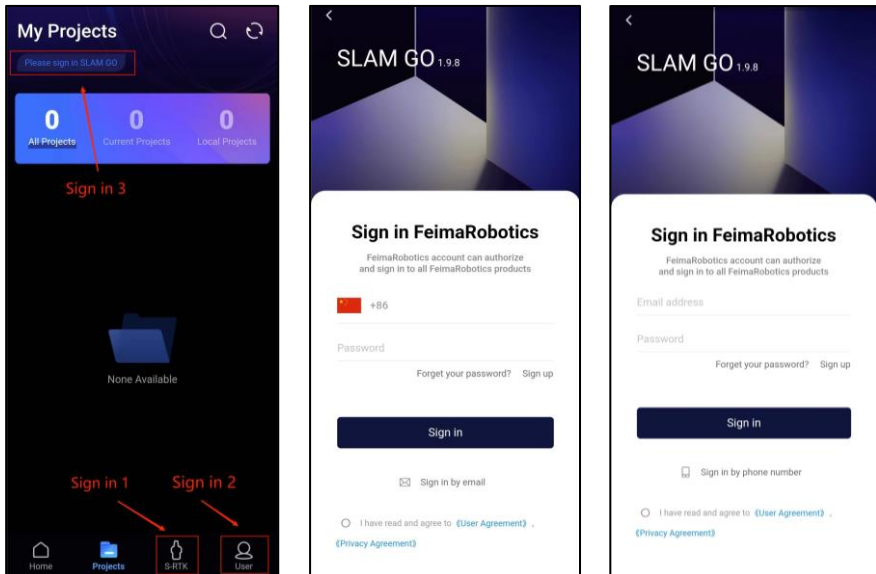 My Projects
Please sign in SLAM GO
0 0 0
All Projects Current Projects Local Projects
Sign in 3
None Available
Sign in 1 Sign in 2
Home Projects S-RTK User
SLAM GO 1.9.8
Sign in FeimaRobotics
FeimaRobotics account can authorize
and sign in to all FeimaRobotics products
+86
Password
Forget your password? Sign up
Sign in
Sign in by email
I have read and agree to 《User Agreement》 ,
《Privacy Agreement》
SLAM GO 1.9.8
Sign in FeimaRobotics
FeimaRobotics account can authorize
and sign in to all FeimaRobotics products
Email address
Password
Forget your password? Sign up
Sign in
Sign in by phone number
I have read and agree to 《User Agreement》 ,
《Privacy Agreement》